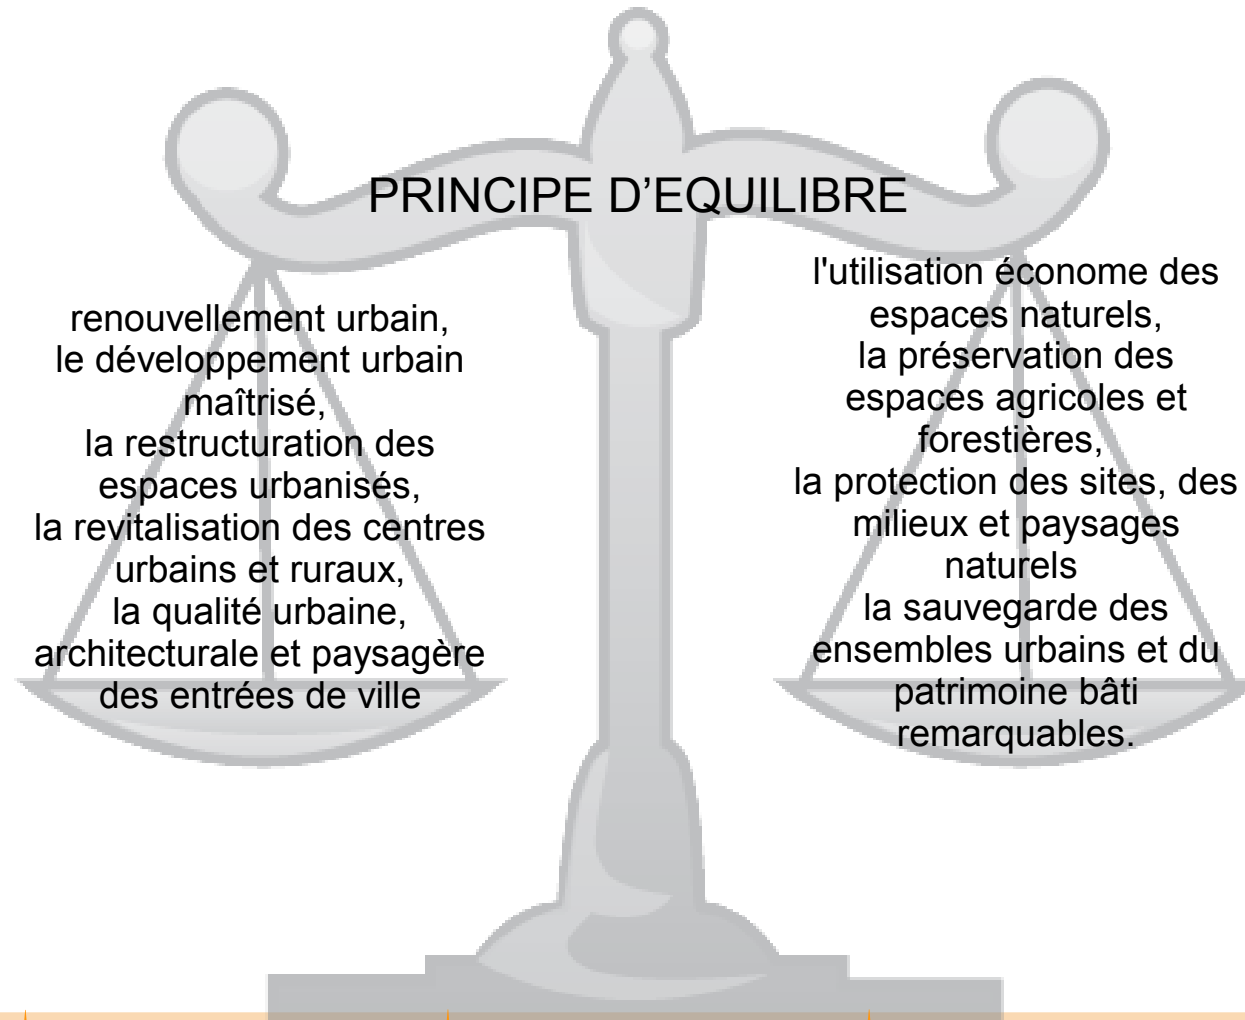 PRINCIPE D'EQUILIBRE
renouvellement urbain,
le développement urbain
maîtrisé,
la restructuration des
espaces urbanisés,
la revitalisation des centres
urbains et ruraux,
la qualité urbaine,
architecturale et paysagère
des entrées de ville
l'utilisation économe des
espaces naturels,
la préservation des
espaces agricoles et
forestières,
la protection des sites, des
milieux et paysages
naturels
la sauvegarde des
ensembles urbains et du
patrimoine bâti
remarquables.